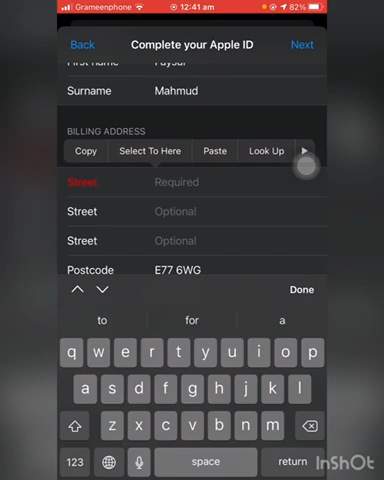 Grameenphone 12:41 am 82%
Back Complete your Apple ID Next
Surname Mahmud
BILLING ADDRESS
Copy Select To Here Paste Look Up
Street Required
Street Optional
Street Optional
Postcode E77 6WG
Done
to for a
q w e r t y u i o p
a s d f g h j k l
z x c v b n m
123 space return
InShOt